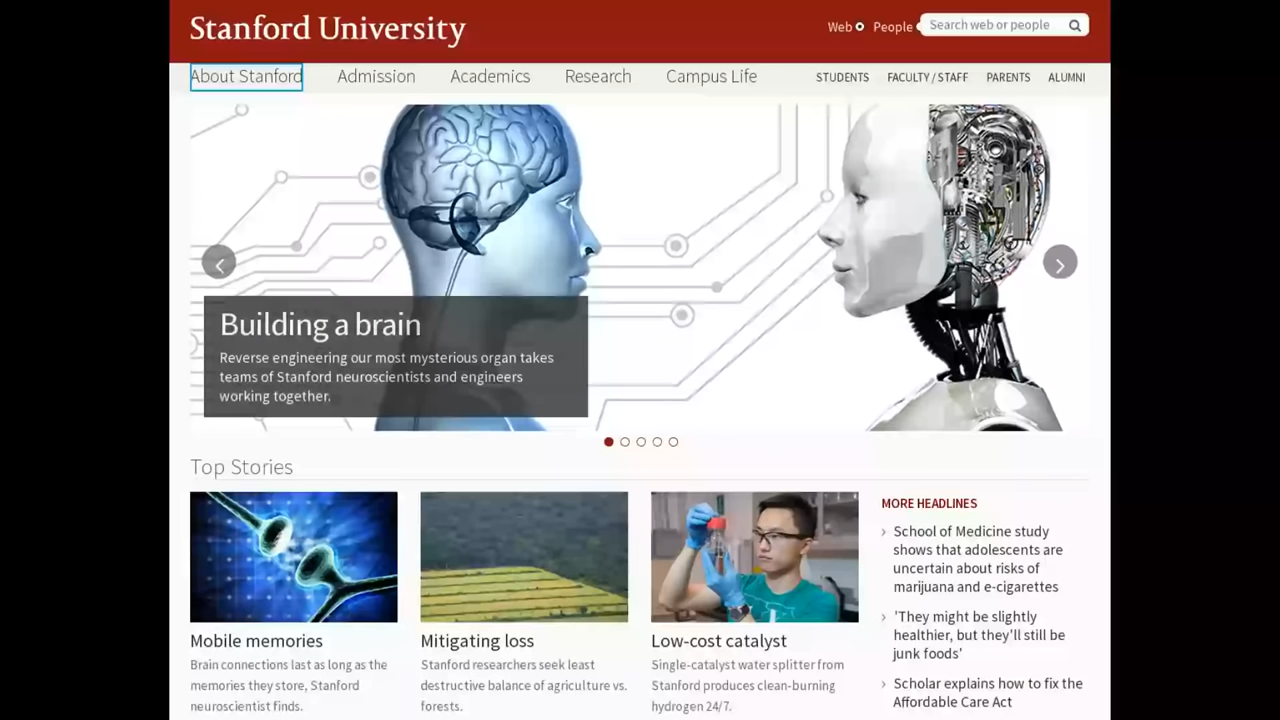 Stanford University
Web People Search web or people
About Stanford Admission Academics Research Campus Life STUDENTS FACULTY / STAFF PARENTS ALUMNI
Building a brain
Reverse engineering our most mysterious organ takes
teams of Stanford neuroscientists and engineers
working together.
Top Stories
Mobile memories
Brain connections last as long as the
memories they store, Stanford
neuroscientist finds.
Mitigating loss
Stanford researchers seek least
destructive balance of agriculture vs.
forests.
Low-cost catalyst
Single-catalyst water splitter from
Stanford produces clean-burning
hydrogen 24/7.
MORE HEADLINES
School of Medicine study
shows that adolescents are
uncertain about risks of
marijuana and e-cigarettes
'They might be slightly
healthier, but they'll still be
junk foods'
Scholar explains how to fix the
Affordable Care Act